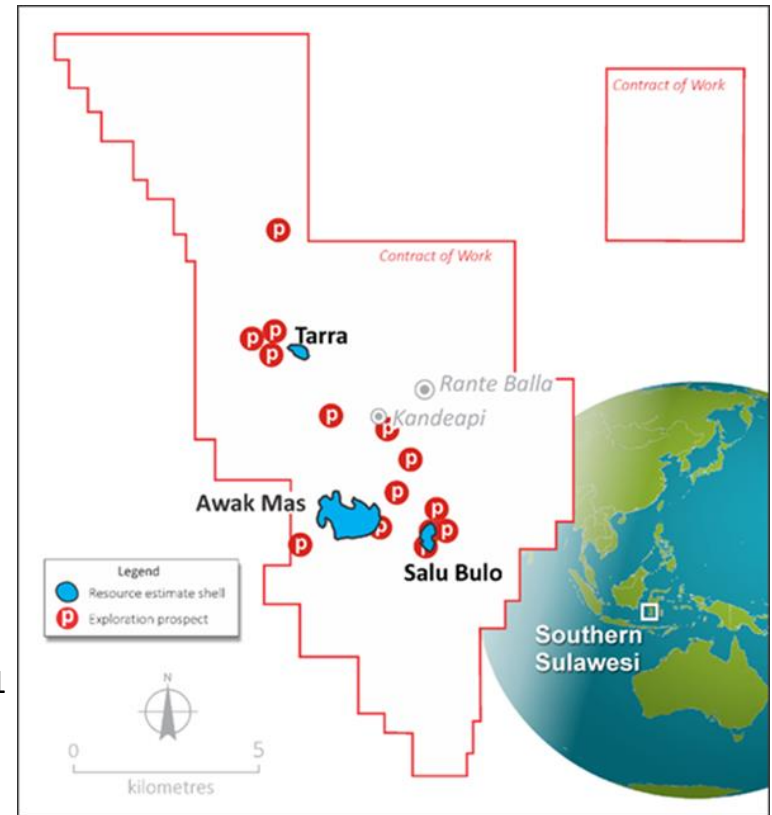 Contract of Work
Contract of Work
P
P
P
Tarra
P
Rante Balla
P
Kandeapi
P
P
P
Awak Mas
P
P
P
P
P
P
Salu Bulo
Legend
Resource estimate shell
P
Exploration prospect
Southern
Sulawesi
1
N
0
5
kilometres